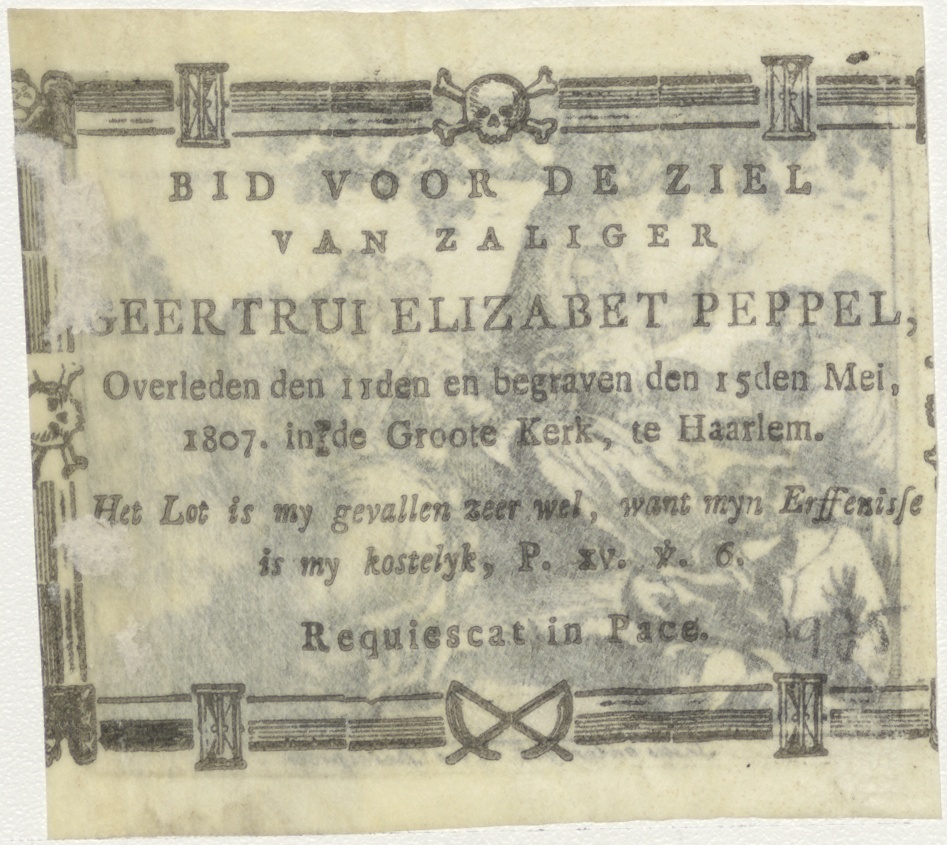 BID VOOR DE ZIEL
VAN ZALIGER
GEERTRUI ELIZABET PEPPEL,
Overleden den 11den en begraven den 15den Mei,
1807. in de Groote Kerk, te Haarlem.
Het Lot is my gevallen zeer wel, want myn Erffenisſe
is my kostelyk, P. XV. ℣. 6.
Requiescat in Pace.